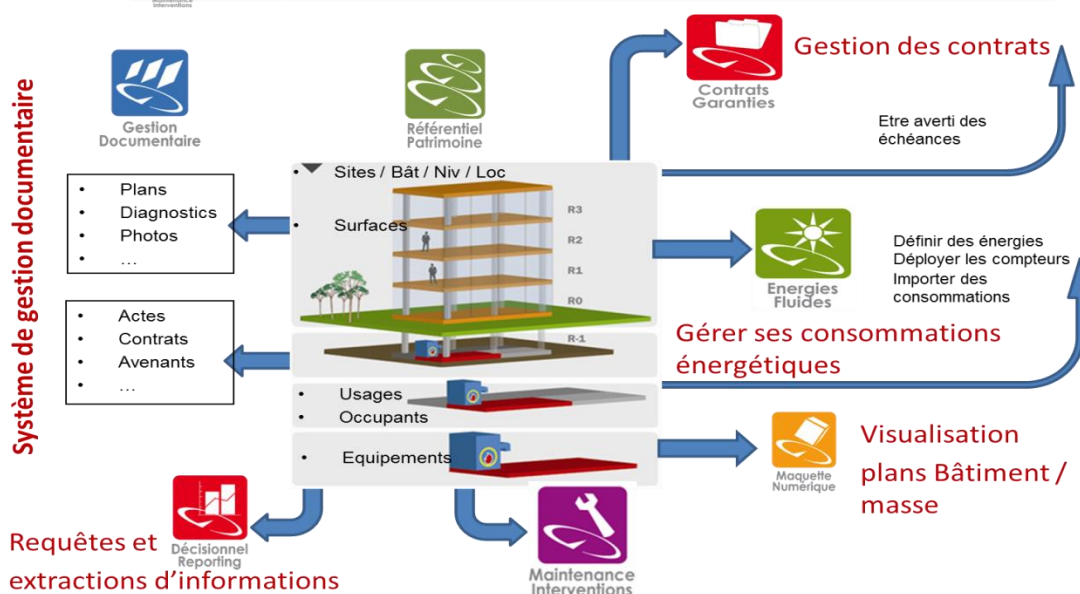 Maintenance
Interventions
Système de gestion documentaire
Gestion
Documentaire
Référentiel
Patrimoine
Contrats
Garanties
Gestion des contrats
Etre averti des
échéances
• Plans
• Diagnostics
• Photos
• ...
• Actes
• Contrats
• Avenants
• ...
• Sites / Bât / Niv / Loc
• Surfaces
R3
R2
R1
R0
R-1
• Usages
• Occupants
• Equipements
Energies
Fluides
Définir des énergies
Déployer les compteurs
Importer des
consommations
Gérer ses consommations
énergétiques
Maquette
Numérique
Visualisation
plans Bâtiment /
masse
Requêtes et
extractions d'informations
Décisionnel
Reporting
Maintenance
Interventions